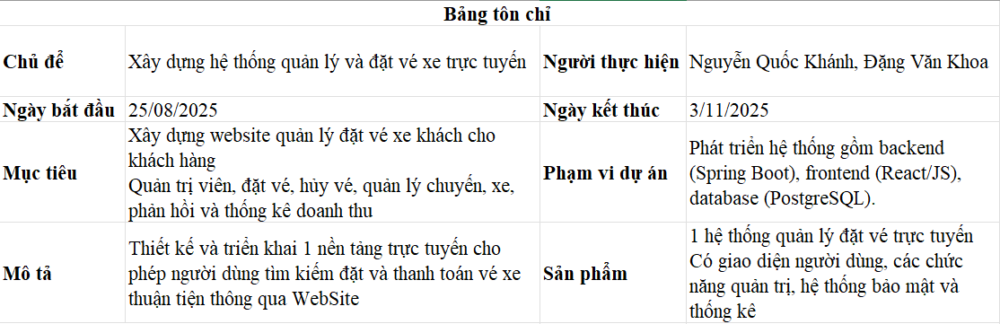 Bảng tôn chỉ
Chủ để
Xây dựng hệ thống quản lý và đặt vé xe trực tuyến
Người thực hiện
Nguyễn Quốc Khánh, Đặng Văn Khoa
Ngày bắt đầu
25/08/2025
Ngày kết thúc
3/11/2025
Mục tiêu
Xây dựng website quản lý đặt vé xe khách cho
khách hàng
Quản trị viên, đặt vé, hủy vé, quản lý chuyến, xe,
phản hồi và thống kê doanh thu
Phạm vi dự án
Phát triển hệ thống gồm backend
(Spring Boot), frontend (React/JS),
database (PostgreSQL).
Mô tả
Thiết kế và triển khai 1 nền tảng trực tuyến cho
phép người dùng tìm kiếm đặt và thanh toán vé xe
thuận tiện thông qua WebSite
Sản phẩm
1 hệ thống quản lý đặt vé trực tuyến
Có giao diện người dùng, các chức
năng quản trị, hệ thống bảo mật và
thống kê